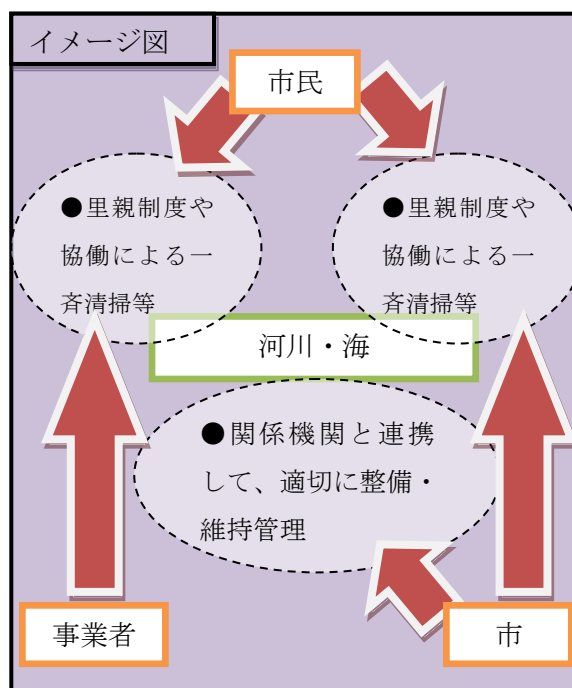 イメージ図
市民
●里親制度や
協働による一
斉清掃等
●里親制度や
協働による一
斉清掃等
河川・海
●関係機関と連携
して、適切に整備・
維持管理
事業者
市